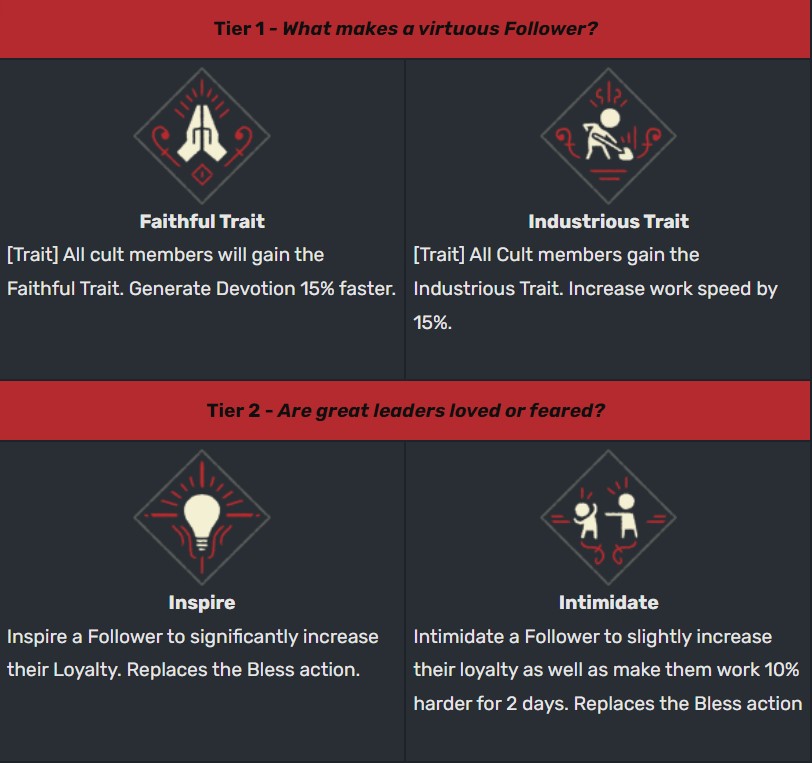 Tier 1 - What makes a virtuous Follower?
Faithful Trait
[Trait] All cult members will gain the
Faithful Trait. Generate Devotion 15% faster.
Industrious Trait
[Trait] All Cult members gain the
Industrious Trait. Increase work speed by
15%.
Tier 2 - Are great leaders loved or feared?
Inspire
Inspire a Follower to significantly increase
their Loyalty. Replaces the Bless action.
Intimidate
Intimidate a Follower to slightly increase
their loyalty as well as make them work 10%
harder for 2 days. Replaces the Bless action